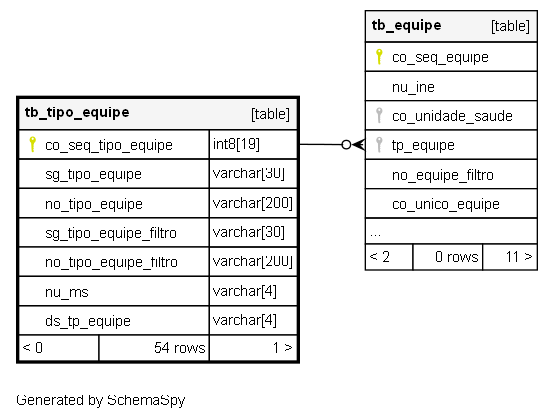 tb_equipe [table]
co_seq_equipe
nu_ine
co_unidade_saude
tp_equipe
no_equipe_filtro
co_unico_equipe
...
< 2 0 rows 11 >
tb_tipo_equipe [table]
co_seq_tipo_equipe int8[19]
sg_tipo_equipe varchar[30]
no_tipo_equipe varchar[200]
sg_tipo_equipe_filtro varchar[30]
no_tipo_equipe_filtro varchar[200]
nu_ms varchar[4]
ds_tp_equipe varchar[4]
< 0 54 rows 1 >
Generated by SchemaSpy